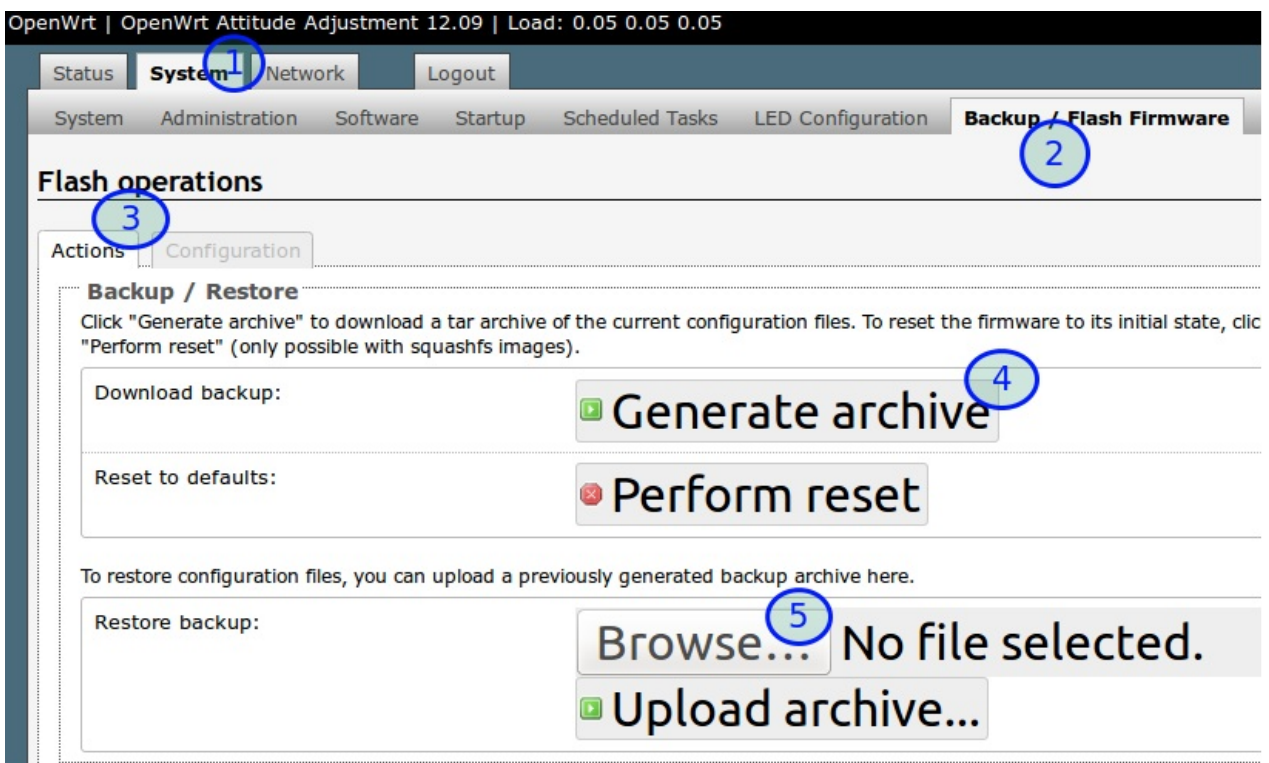 OpenWrt | OpenWrt Attitude Adjustment 12.09 | Load: 0.05 0.05 0.05
Status System 1 Network Logout
System Administration Software Startup Scheduled Tasks LED Configuration Backup / Flash Firmware
2
Flash operations
3
Actions Configuration
Backup / Restore
Click "Generate archive" to download a tar archive of the current configuration files. To reset the firmware to its initial state, clic
"Perform reset" (only possible with squashfs images).
4
Download backup: Generate archive
Reset to defaults: Perform reset
To restore configuration files, you can upload a previously generated backup archive here.
5
Restore backup: Browse... No file selected.
Upload archive...